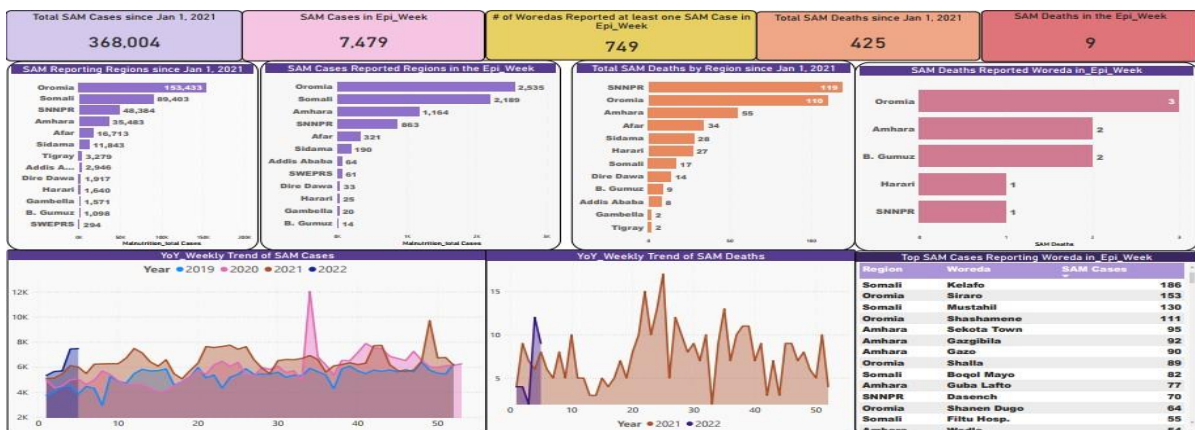 Total SAM Cases since Jan 1, 2021
368,004
SAM Cases in Epi_Week
7,479
# of Woredas Reported at least one SAM Case in
Epi_Week
749
Total SAM Deaths since Jan 1, 2021
425
SAM Deaths in the Epi_Week
9
SAM Reporting Regions since Jan 1, 2021
Oromia 153,433
Somali 89,403
SNNPR 48,384
Amhara 35,483
Afar 16,713
Sidama 11,843
Tigray 3,279
Addis A... 2,946
Dire Dawa 1,917
Harari 1,640
Gambella 1,571
B. Gumuz 1,098
SWEPRS 294
0K 50K 100K 150K 200K
Malnutrition_total Cases
SAM Cases Reported Regions in the Epi_Week
Oromia 2,535
Somali 2,189
Amhara 1,164
SNNPR 863
Afar 321
Sidama 190
Addis Ababa 64
SWEPRS 61
Dire Dawa 33
Harari 25
Gambella 20
B. Gumuz 14
Malnutrition_total Cases
Total SAM Deaths by Region since Jan 1, 2021
SNNPR 119
Oromia 110
Amhara 55
Afar 34
Sidama 28
Harari 27
Somali 17
Dire Dawa 14
B. Gumuz 9
Addis Ababa 8
Gambella 2
Tigray 2
0 50 100
SAM Deaths Reported Woreda in_Epi_Week
Oromia 3
Amhara 2
B. Gumuz 2
Harari 1
SNNPR 1
0 1 2 3
SAM Deaths
YoY_Weekly Trend of SAM Cases
Year 2019 2020 2021 2022
12K
10K
8K
6K
4K
2K
0 10 20 30 40 50
YoY_Weekly Trend of SAM Deaths
15
10
5
0 10 20 30 40 50
Year 2021 2022
Top SAM Cases Reporting Woreda in_Epi_Week
Region Woreda SAM Cases
Somali Kelafo 186
Oromia Siraro 153
Somali Mustahil 130
Oromia Shashamene 111
Amhara Sekota Town 95
Amhara Gazgibila 92
Amhara Gazo 90
Oromia Shalla 89
Somali Boqol Mayo 82
Amhara Guba Lafto 77
SNNPR Dasench 70
Oromia Shanen Dugo 64
Somali Filtu Hosp. 55